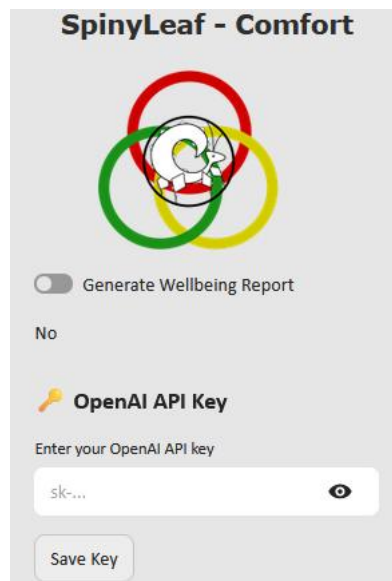 SpinyLeaf - Comfort
Generate Wellbeing Report
No
🔑 OpenAI API Key
Enter your OpenAI API key
sk-...
Save Key